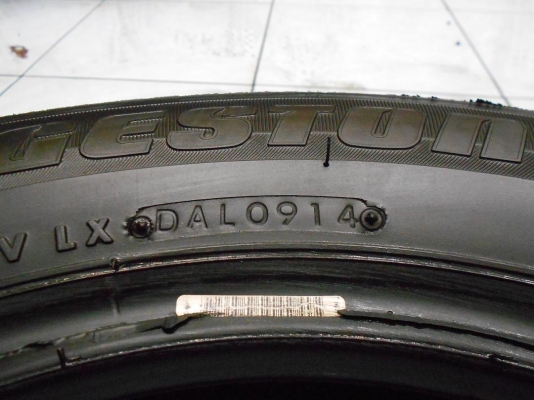 GESTON
V LX DAL0914